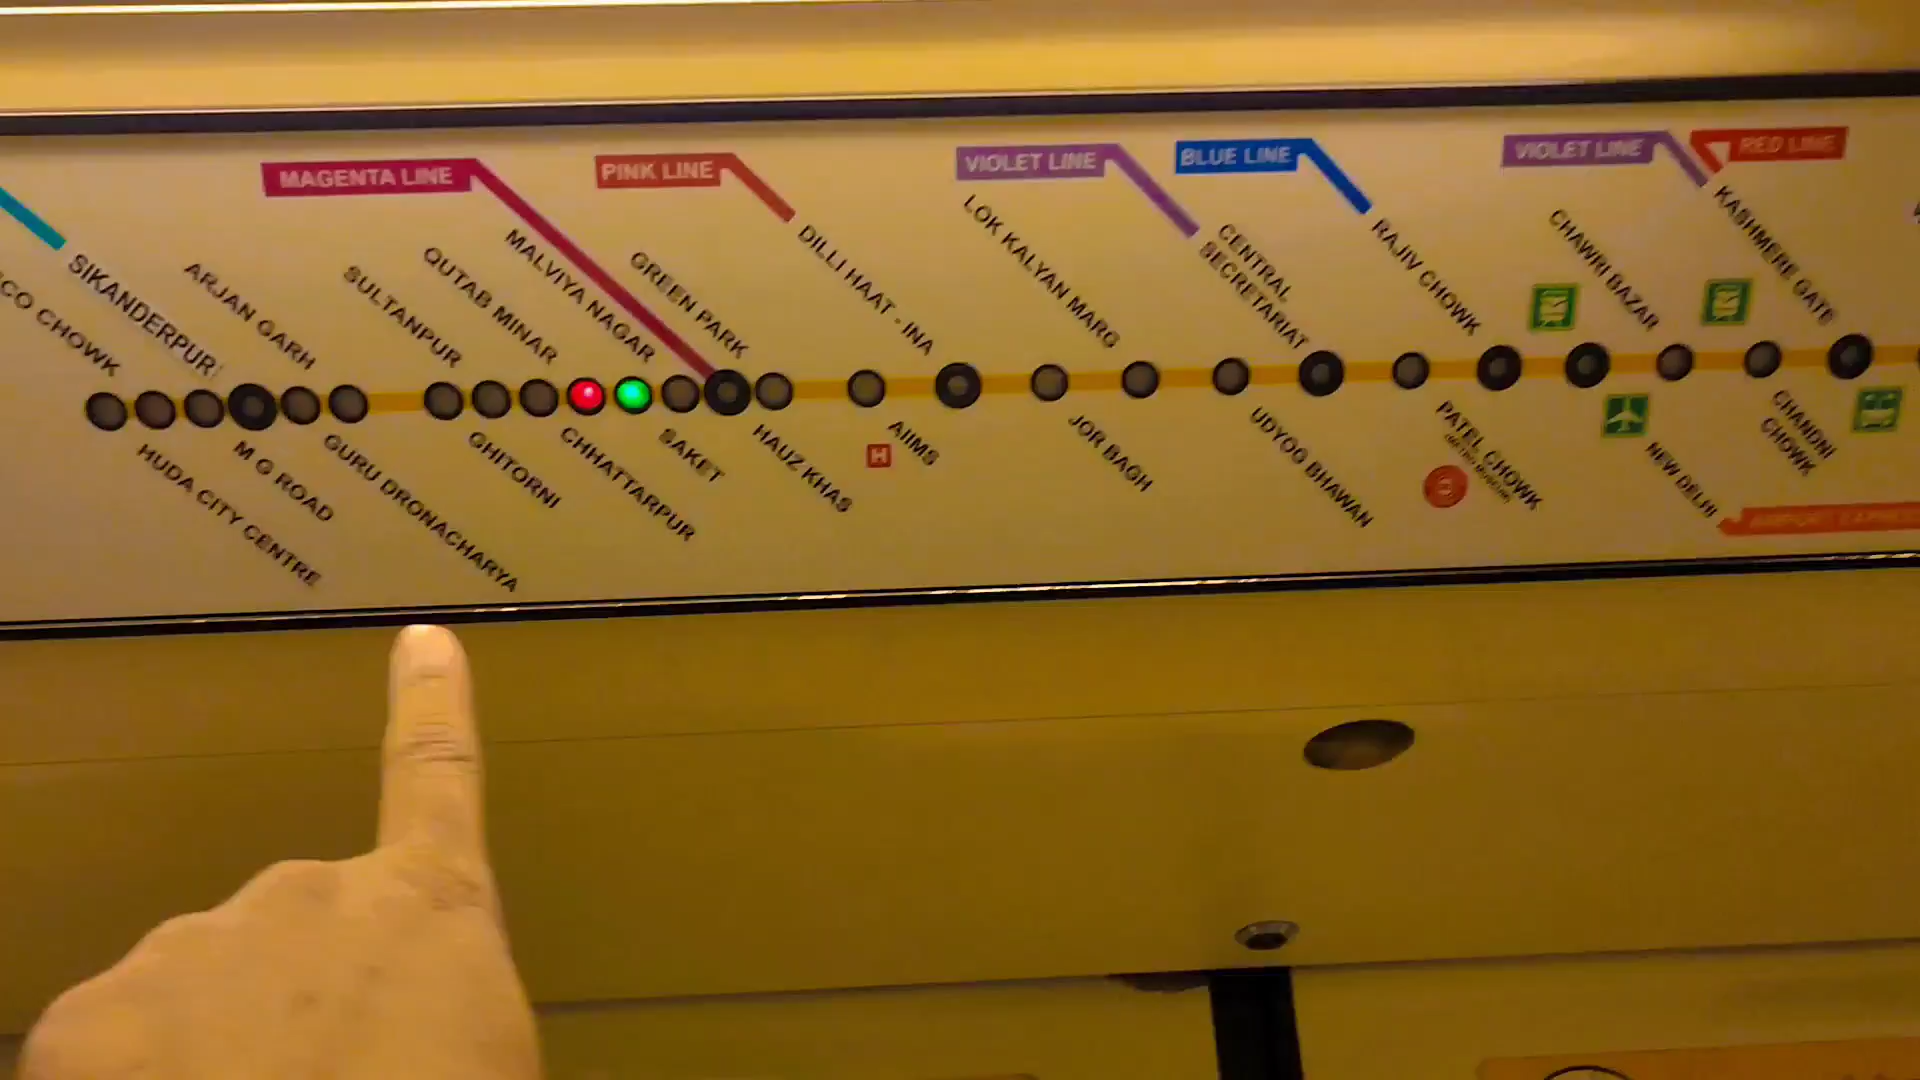 MAGENTA LINE
PINK LINE
VIOLET LINE
BLUE LINE
VIOLET LINE
RED LINE
CO CHOWK
SIKANDERPUR
ARJAN GARH
SULTANPUR
QUTAB MINAR
MALVIYA NAGAR
GREEN PARK
DILLI HAAT - INA
LOK KALYAN MARG
CENTRAL
SECRETARIAT
RAJIV CHOWK
CHAWRI BAZAR
KASHMERE GATE
HUDA CITY CENTRE
M G ROAD
GURU DRONACHARYA
GHITORNI
CHHATTARPUR
SAKET
HAUZ KHAS
H
AIIMS
JOR BAGH
UDYOG BHAWAN
PATEL CHOWK
NEW DELHI
CHANDNI
CHOWK